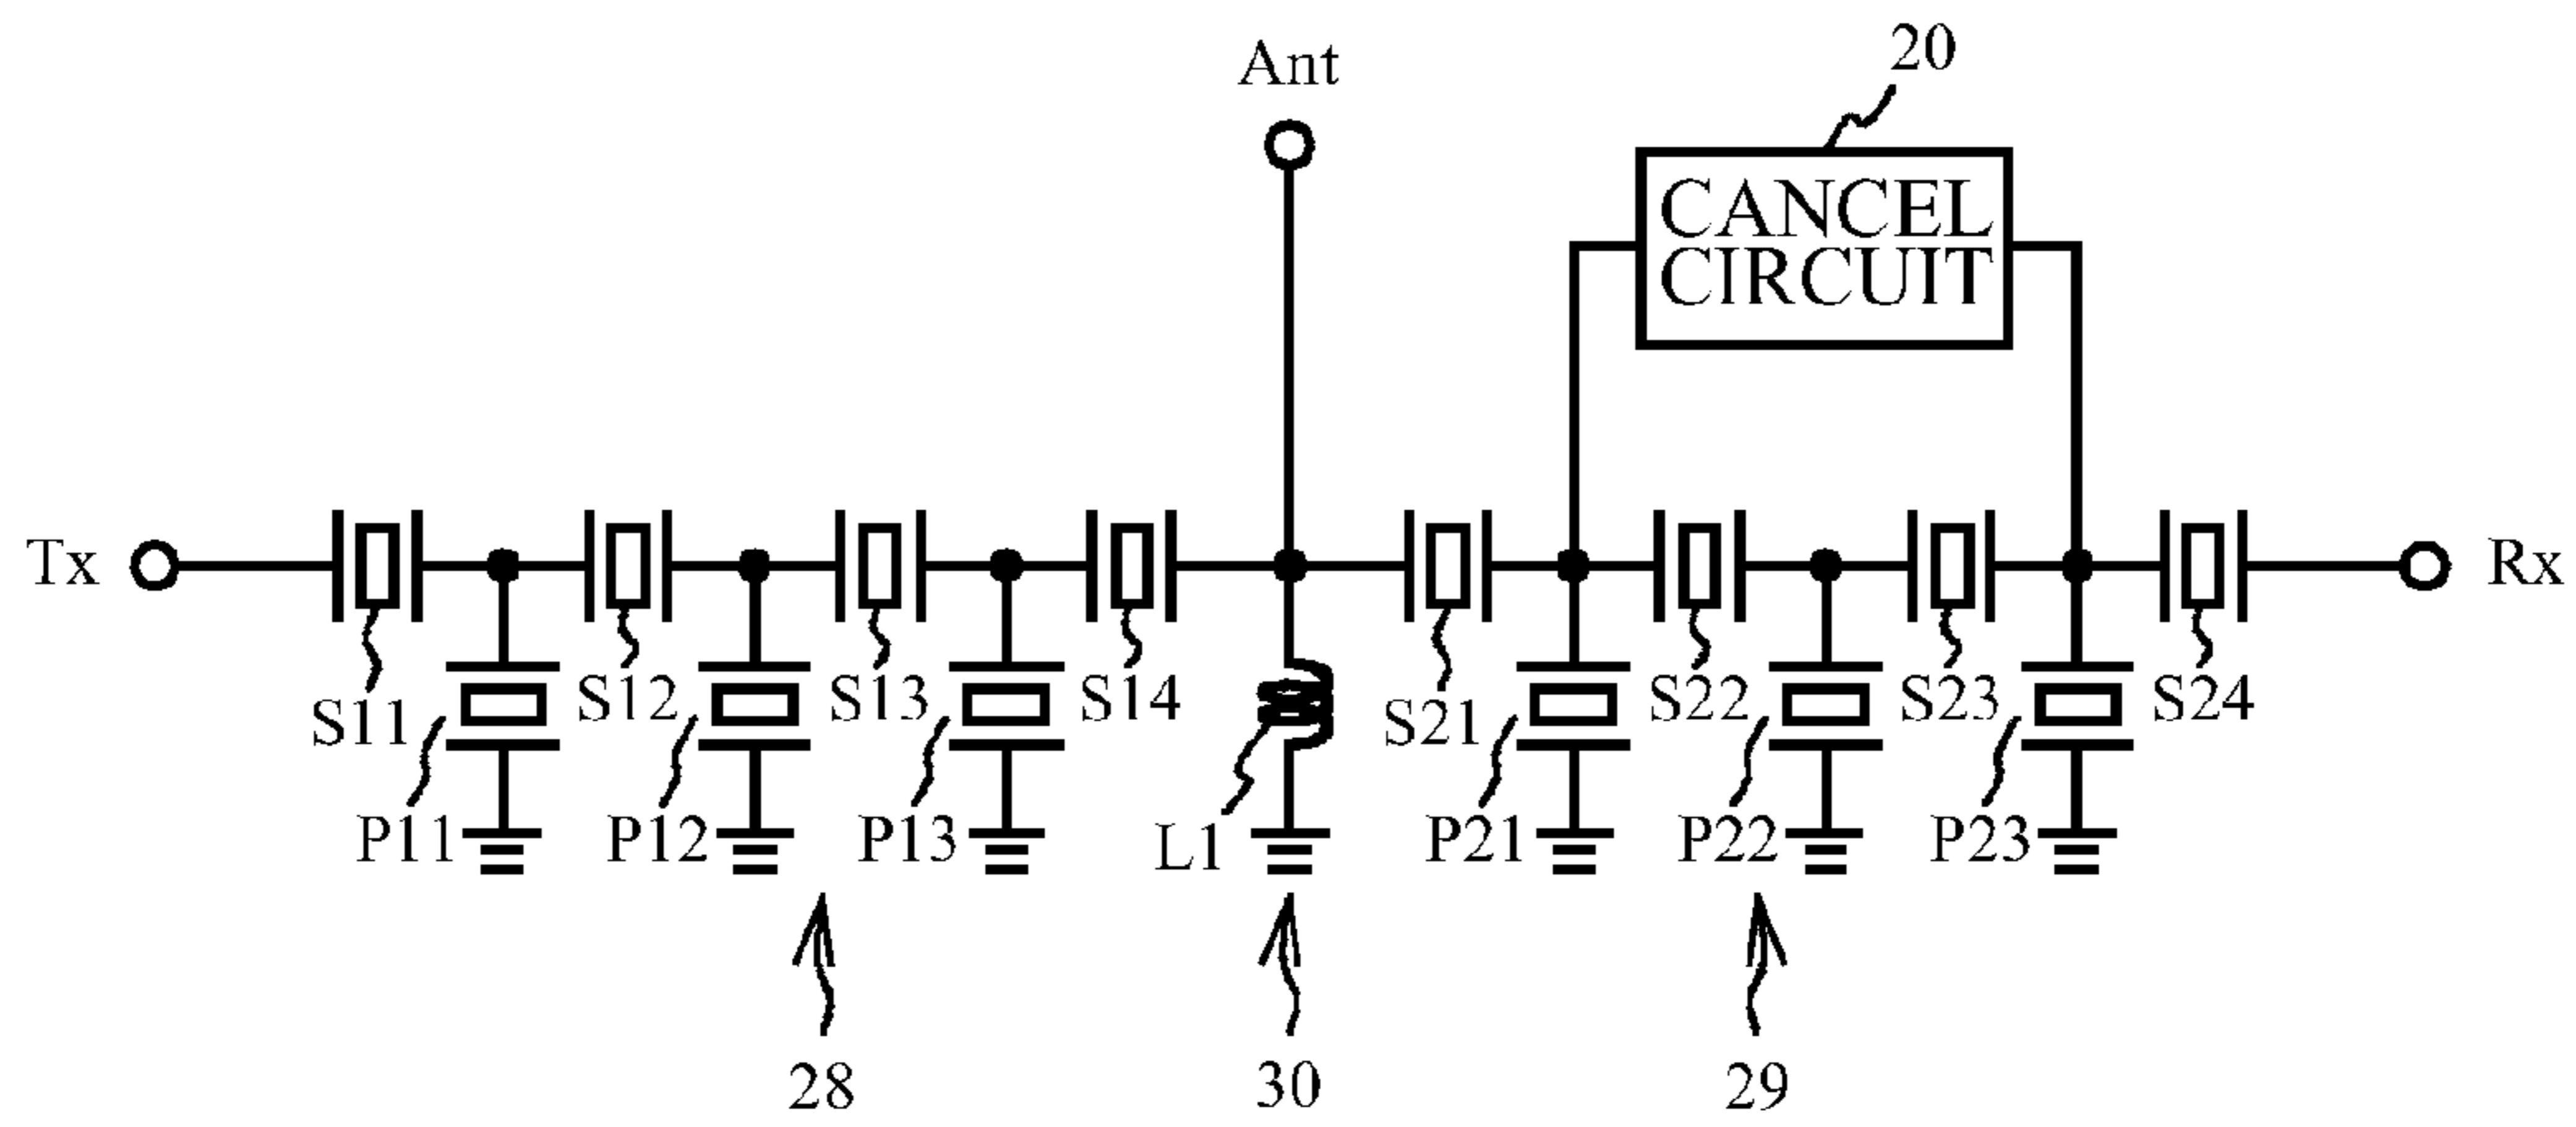 20
Ant
CANCEL
CIRCUIT
Tx
Rx
S11
S12
S13
S14
S21
S22
S23
S24
P11
P12
P13
L1
P21
P22
P23
28
30
29